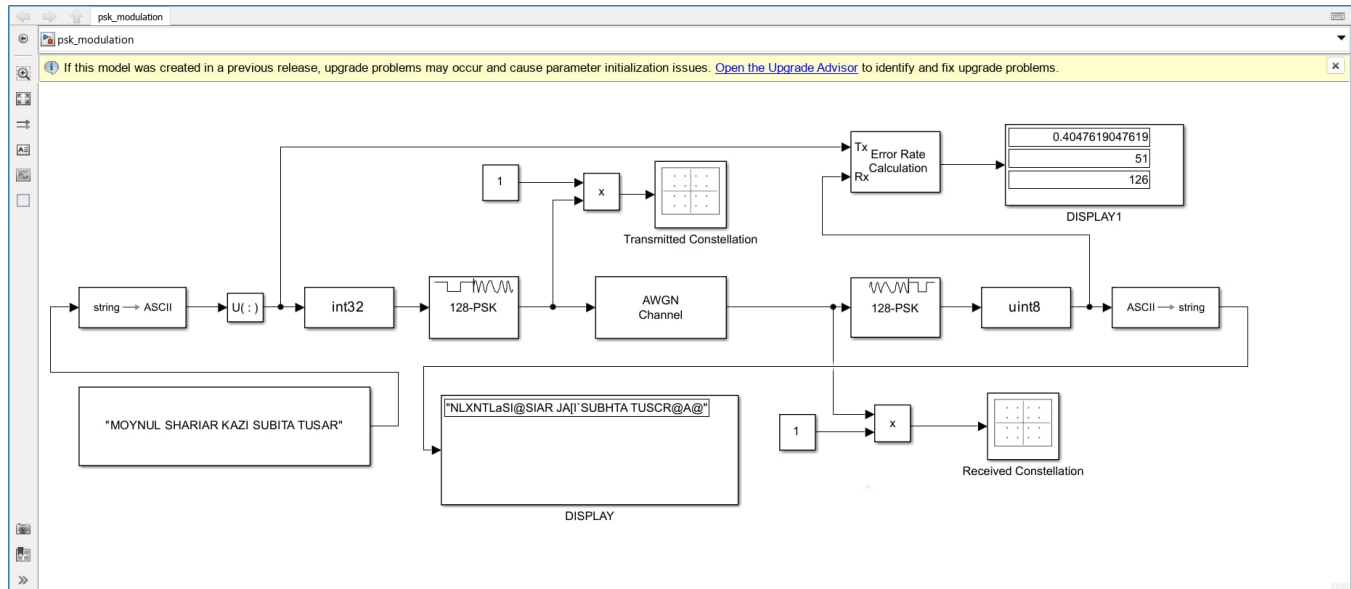 psk_modulation
psk_modulation
If this model was created in a previous release, upgrade problems may occur and cause parameter initialization issues. Open the Upgrade Advisor to identify and fix upgrade problems.
Tx
Rx
Error Rate
Calculation
0.4047619047619
51
126
DISPLAY1
1
x
Transmitted Constellation
string → ASCII
U( : )
int32
128-PSK
AWGN
Channel
128-PSK
uint8
ASCII → string
"MOYNUL SHARIAR KAZI SUBITA TUSAR"
"NLXNTLaSI@SIAR JA[I`SUBHTA TUSCR@A@"
DISPLAY
1
x
Received Constellation